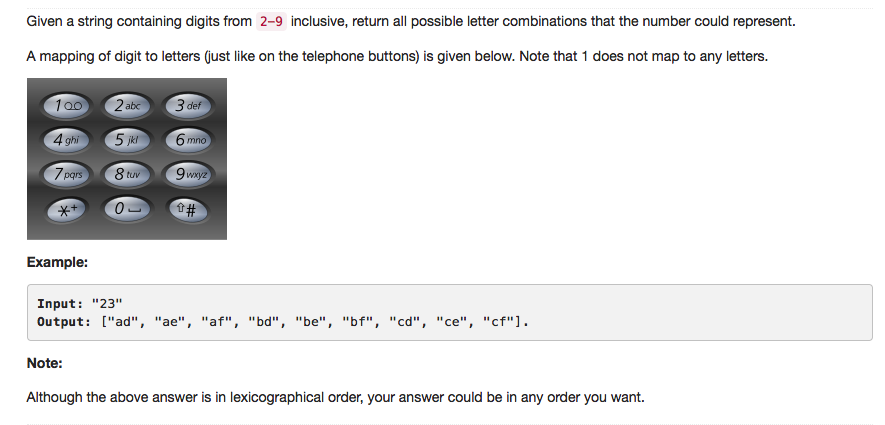 Given a string containing digits from 2-9 inclusive, return all possible letter combinations that the number could represent.
A mapping of digit to letters (just like on the telephone buttons) is given below. Note that 1 does not map to any letters.
1 2 abc 3 def
4 ghi 5 jkl 6 mno
7 pqrs 8 tuv 9 wxyz
*+ 0 #
Example:
Input: "23"
Output: ["ad", "ae", "af", "bd", "be", "bf", "cd", "ce", "cf"].
Note:
Although the above answer is in lexicographical order, your answer could be in any order you want.